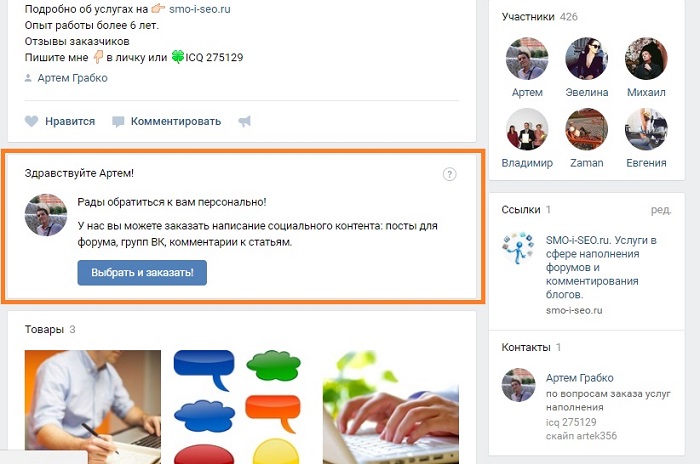 Подробно об услугах на 👉🏻 smo-i-seo.ru
Опыт работы более 6 лет.
Отзывы заказчиков
Пишите мне 👇🏻 в личку или 🍀ICQ 275129
Артем Грабко
Нравится
Комментировать
Здравствуйте Артем!
?
Рады обратиться к вам персонально!
У нас вы можете заказать написание социального контента: посты для
форума, групп ВК, комментарии к статьям.
Выбрать и заказать!
Товары 3
Участники 426
Артем
Эвелина
Михаил
Владимир
Zaman
Евгения
Ссылки 1
ред.
SMO-i-SEO.ru. Услуги в
сфере наполнения
форумов и
комментирования
блогов.
smo-i-seo.ru
Контакты 1
Артем Грабко
по вопросам заказа услуг
наполнения
icq 275129
скайп artek356